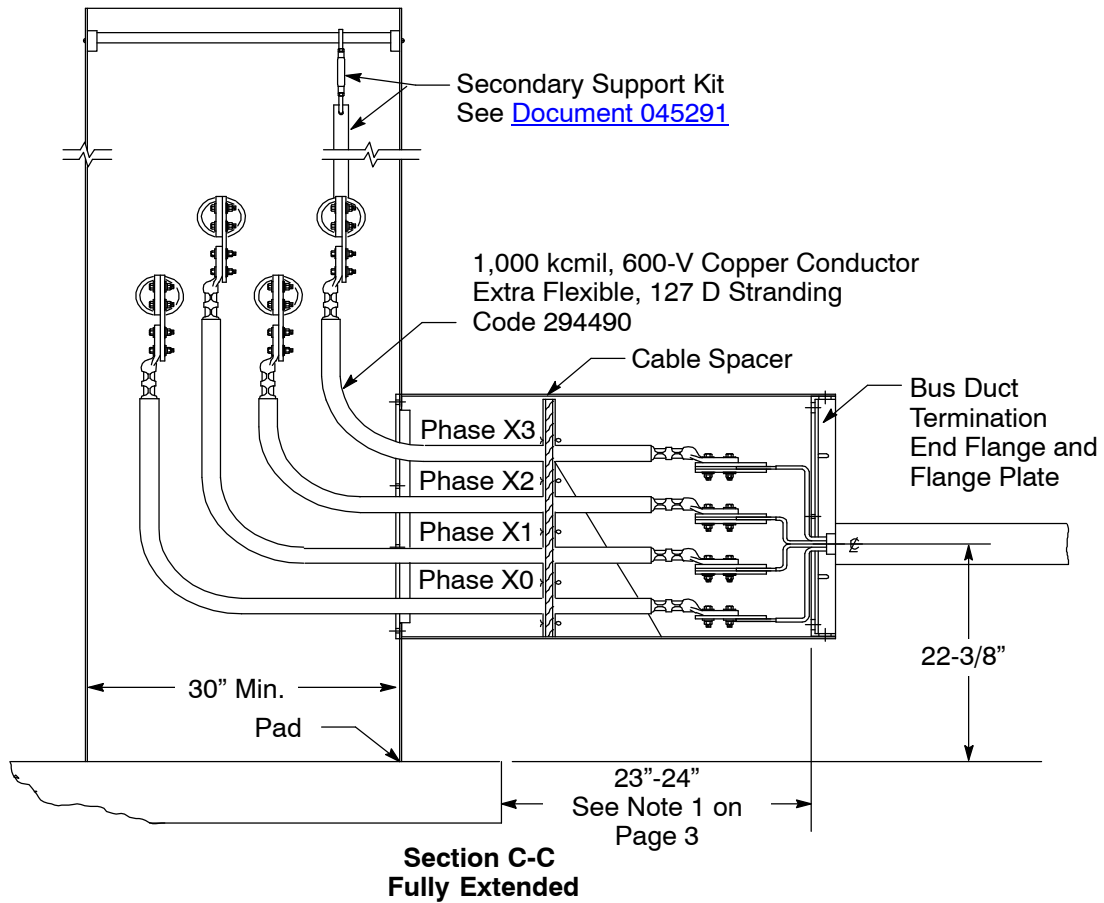 Secondary Support Kit
See Document 045291
1,000 kcmil, 600-V Copper Conductor
Extra Flexible, 127 D Stranding
Code 294490
Cable Spacer
Bus Duct
Termination
End Flange and
Flange Plate
Phase X3
Phase X2
Phase X1
Phase X0
℄
22-3/8”
30” Min.
Pad
23”-24”
See Note 1 on
Page 3
Section C-C
Fully Extended